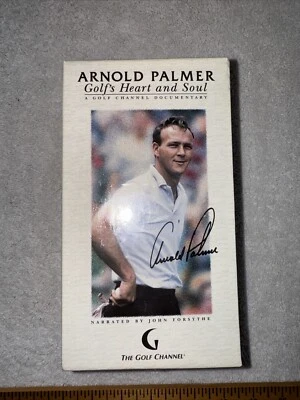 ARNOLD PALMER
Golf's Heart and Soul
A GOLF CHANNEL DOCUMENTARY
Arnold Palmer
NARRATED BY JOHN FORSYTHE
G
THE GOLF CHANNEL®